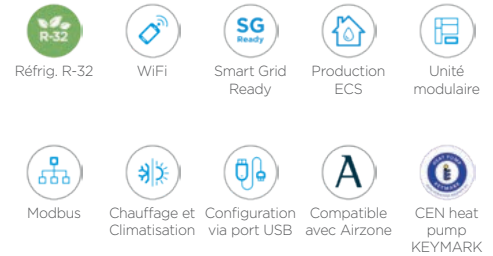 R-32
SG
Ready
Réfrig. R-32
WiFi
Smart Grid
Ready
Production
ECS
Unité
modulaire
A
Modbus
Chauffage et
Climatisation
Configuration
via port USB
Compatible
avec Airzone
CEN heat
pump
KEYMARK